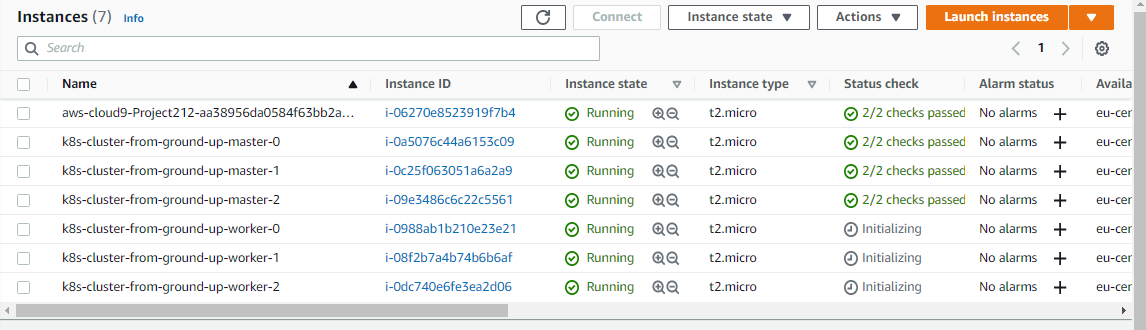 Instances (7) Info Connect Instance state Actions Launch instances
Search 1
Name Instance ID Instance state Instance type Status check Alarm status Availa
aws-cloud9-Project212-aa38956da0584f63bb2a... i-06270e8523919f7b4 Running t2.micro 2/2 checks passed No alarms eu-cen
k8s-cluster-from-ground-up-master-0 i-0a5076c44a6153c09 Running t2.micro 2/2 checks passed No alarms eu-cen
k8s-cluster-from-ground-up-master-1 i-0c25f063051a6a2a9 Running t2.micro 2/2 checks passed No alarms eu-cen
k8s-cluster-from-ground-up-master-2 i-09e3486c6c22c5561 Running t2.micro 2/2 checks passed No alarms eu-cen
k8s-cluster-from-ground-up-worker-0 i-0988ab1b210e23e21 Running t2.micro Initializing No alarms eu-cen
k8s-cluster-from-ground-up-worker-1 i-08f2b7a4b74b6b6af Running t2.micro Initializing No alarms eu-cen
k8s-cluster-from-ground-up-worker-2 i-0dc740e6fe3ea2d06 Running t2.micro Initializing No alarms eu-cen